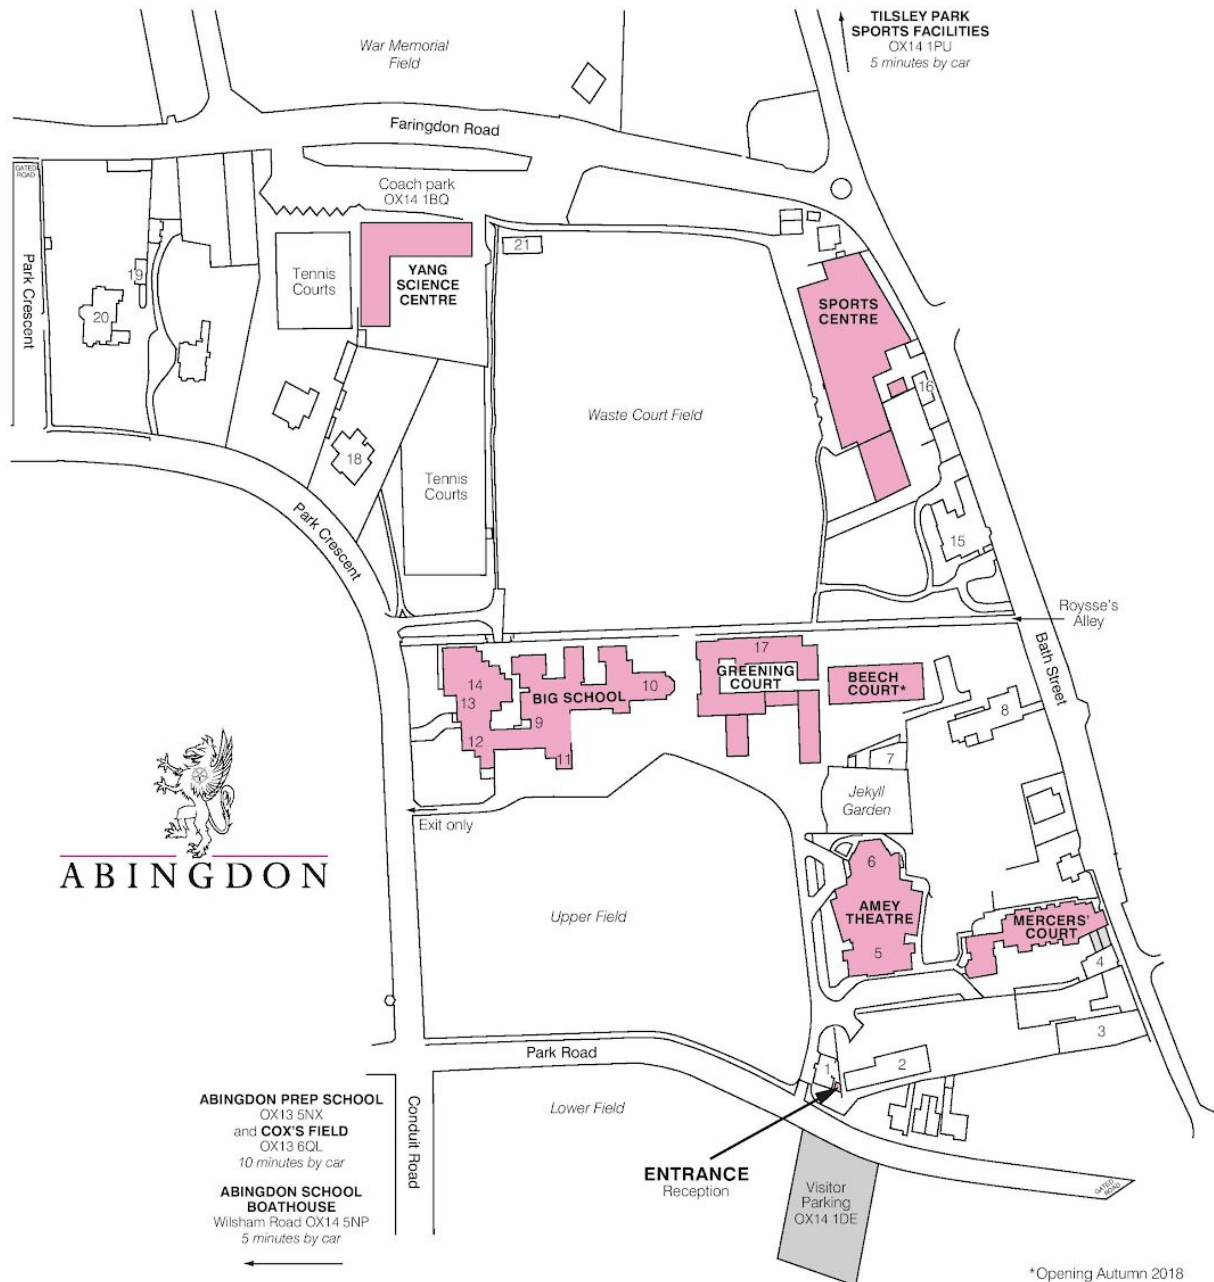 TILSLEY PARK
SPORTS FACILITIES
OX14 1PU
5 minutes by car
War Memorial
Field
Faringdon Road
GATED
ROAD
Coach park
OX14 1BQ
21
Park Crescent
19
20
Tennis
Courts
YANG
SCIENCE
CENTRE
SPORTS
CENTRE
16
Waste Court Field
18
Tennis
Courts
Park Crescent
15
Roysse's
Alley
Bath Street
14
13
12
BIG SCHOOL
9
10
11
17
GREENING
COURT
BEECH
COURT*
8
7
Jekyll
Garden
Exit only
ABINGDON
6
AMEY
THEATRE
5
Upper Field
MERCERS'
COURT
4
3
Park Road
1
2
Lower Field
ABINGDON PREP SCHOOL
OX13 5NX
and COX'S FIELD
OX13 6QL
10 minutes by car
Conduit Road
ENTRANCE
Reception
Visitor
Parking
OX14 1DE
GATED
ROAD
ABINGDON SCHOOL
BOATHOUSE
Wilsham Road OX14 5NP
5 minutes by car
*Opening Autumn 2018